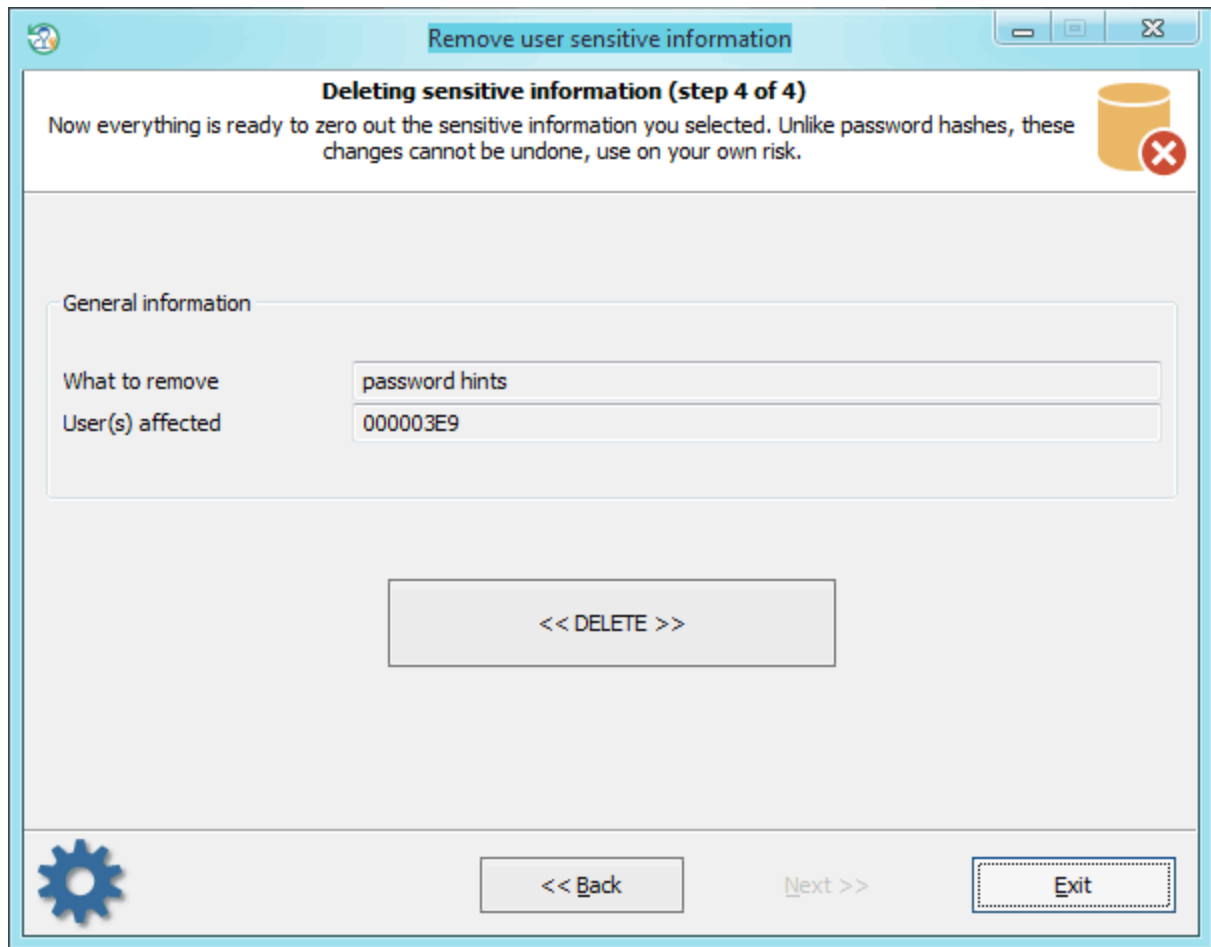 Remove user sensitive information
Deleting sensitive information (step 4 of 4)
Now everything is ready to zero out the sensitive information you selected. Unlike password hashes, these
changes cannot be undone, use on your own risk.
General information
What to remove
password hints
User(s) affected
000003E9
<< DELETE >>
<< Back
Next >>
Exit